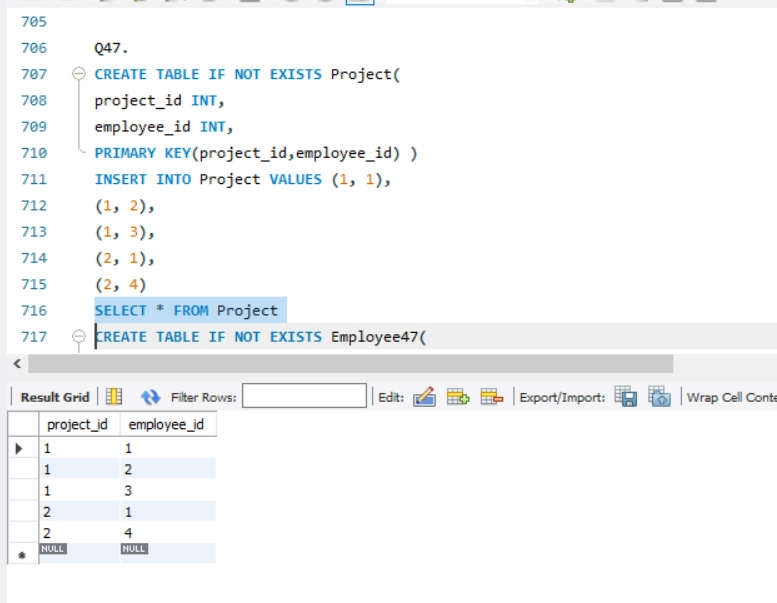 705
706 Q47.
707 CREATE TABLE IF NOT EXISTS Project(
708 project_id INT,
709 employee_id INT,
710 PRIMARY KEY(project_id,employee_id) )
711 INSERT INTO Project VALUES (1, 1),
712 (1, 2),
713 (1, 3),
714 (2, 1),
715 (2, 4)
716 SELECT * FROM Project
717 CREATE TABLE IF NOT EXISTS Employee47(
Result Grid Filter Rows: Edit: Export/Import: Wrap Cell Conte
project_id employee_id
1 1
1 2
1 3
2 1
2 4
NULL NULL